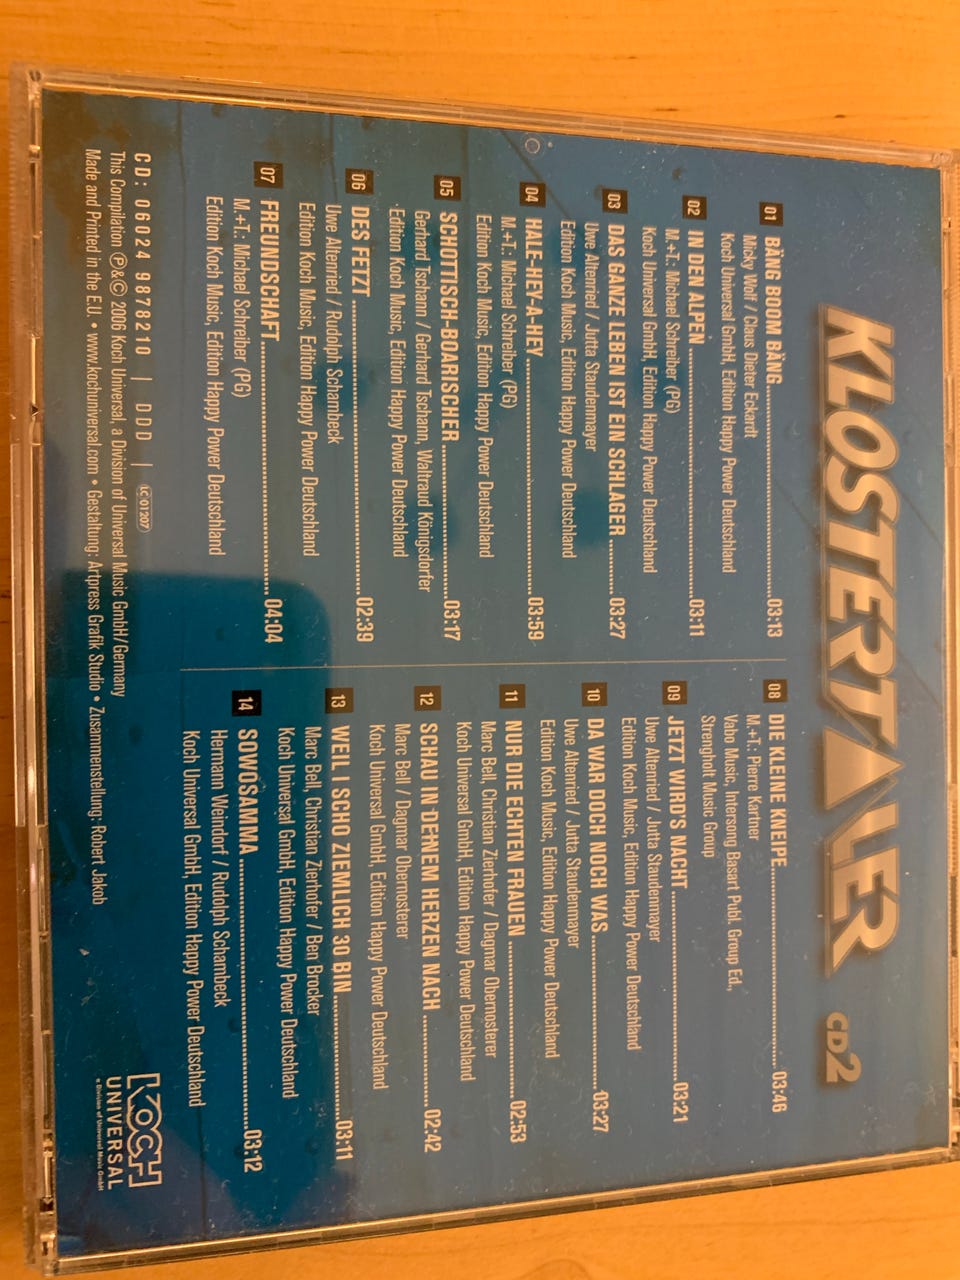 KLOSTERTALER CD2
01 BÄNG BOOM BÄNG 03:13
Micky Wolf / Claus Dieter Eckardt
Koch Universal GmbH, Edition Happy Power Deutschland
02 IN DEN ALPEN 03:11
M.+T.: Michael Schreiber (PG)
Koch Universal GmbH, Edition Happy Power Deutschland
03 DAS GANZE LEBEN IST EIN SCHLAGER 03:27
Uwe Altenried / Jutta Staudenmayer
Edition Koch Music, Edition Happy Power Deutschland
04 HALE-HEY-A-HEY 03:59
M.+T.: Michael Schreiber (PG)
Edition Koch Music, Edition Happy Power Deutschland
05 SCHOTTISCH-BOARISCHER 03:17
Gerhard Tschann / Gerhard Tschann, Waltraud Königsdorfer
Edition Koch Music, Edition Happy Power Deutschland
06 DES FETZT 02:39
Uwe Altenried / Rudolph Schambeck
Edition Koch Music, Edition Happy Power Deutschland
07 FREUNDSCHAFT 04:04
M.+T.: Michael Schreiber (PG)
Edition Koch Music, Edition Happy Power Deutschland
08 DIE KLEINE KNEIPE 03:46
M.+T.: Pierre Kartner
Vabo Music, Intersong Basart Publ. Group Ed.,
Strengholt Music Group
09 JETZT WIRD'S NACHT 03:21
Uwe Altenried / Jutta Staudenmayer
Edition Koch Music, Edition Happy Power Deutschland
10 DA WAR DOCH NOCH WAS 03:27
Uwe Altenried / Jutta Staudenmayer
Edition Koch Music, Edition Happy Power Deutschland
11 NUR DIE ECHTEN FRAUEN 02:53
Marc Bell, Christian Zierhofer / Dagmar Obernosterer
Koch Universal GmbH, Edition Happy Power Deutschland
12 SCHAU IN DEINEM HERZEN NACH 02:42
Marc Bell / Dagmar Obernosterer
Koch Universal GmbH, Edition Happy Power Deutschland
13 WEIL I SCHO ZIEMLICH 30 BIN 03:11
Marc Bell, Christian Zierhofer / Ben Brocker
Koch Universal GmbH, Edition Happy Power Deutschland
14 SOWOSAMMA 03:12
Hermann Weindorf / Rudolph Schambeck
Koch Universal GmbH, Edition Happy Power Deutschland
CD: 06024 9878210 | DDD | LC 01207
This Compilation Ⓟ&© 2006 Koch Universal, a Division of Universal Music GmbH/Germany
Made and Printed in the E.U. • www.kochuniversal.com • Gestaltung: Artpress Grafik Studio • Zusammenstellung: Robert Jakob
KOCH
UNIVERSAL
a Division of Universal Music GmbH